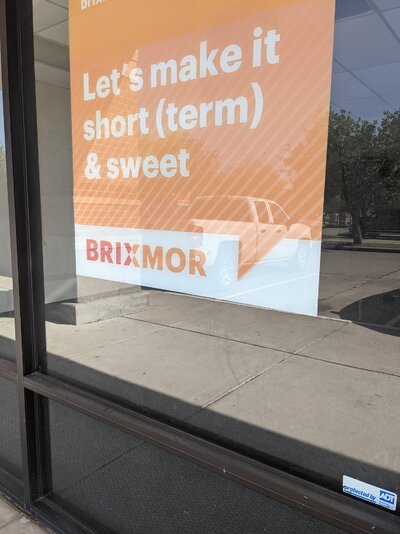 Let's make it
short (term)
& sweet
BRIXMOR
protected by ADT